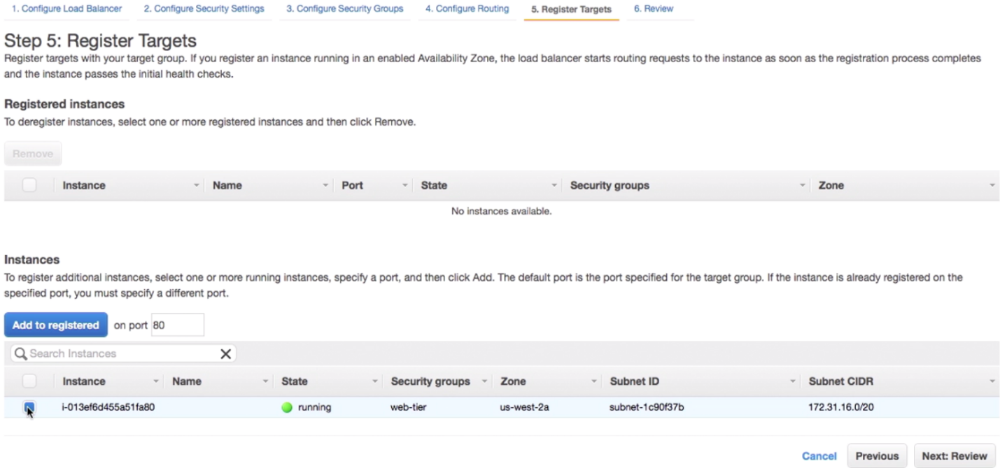 1. Configure Load Balancer 2. Configure Security Settings 3. Configure Security Groups 4. Configure Routing 5. Register Targets 6. Review
Step 5: Register Targets
Register targets with your target group. If you register an instance running in an enabled Availability Zone, the load balancer starts routing requests to the instance as soon as the registration process completes
and the instance passes the initial health checks.
Registered instances
To deregister instances, select one or more registered instances and then click Remove.
Remove
Instance Name Port State Security groups Zone
No instances available.
Instances
To register additional instances, select one or more running instances, specify a port, and then click Add. The default port is the port specified for the target group. If the instance is already registered on the
specified port, you must specify a different port.
Add to registered on port 80
Search Instances
Instance Name State Security groups Zone Subnet ID Subnet CIDR
i-013ef6d455a51fa80 running web-tier us-west-2a subnet-1c90f37b 172.31.16.0/20
Cancel Previous Next: Review